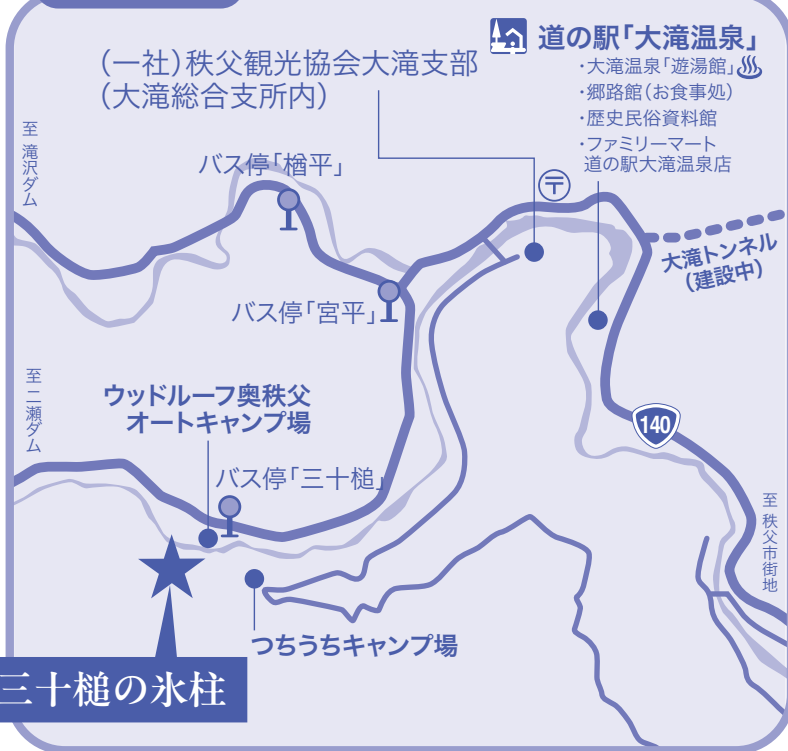 道の駅「大滝温泉」
・大滝温泉「遊湯館」
・郷路館（お食事処）
・歴史民俗資料館
・ファミリーマート
道の駅大滝温泉店
（一社）秩父観光協会大滝支部
（大滝総合支所内）
至 滝沢ダム
バス停「楢平」
〒
大滝トンネル
（建設中）
バス停「宮平」
至 二瀬ダム
ウッドルーフ奥秩父
オートキャンプ場
140
バス停「三十槌」
至 秩父市街地
つちうちキャンプ場
三十槌の氷柱